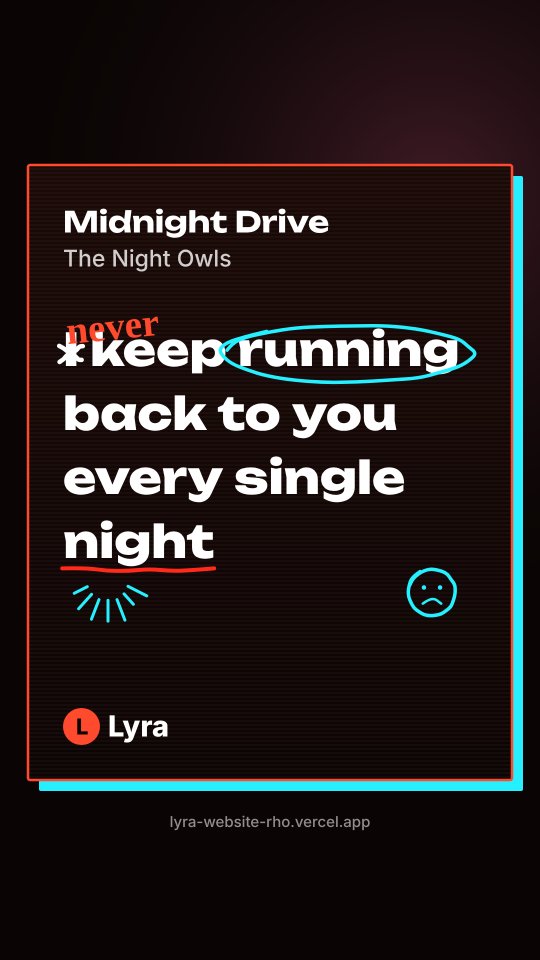 Midnight Drive
The Night Owls
never
keep running
back to you
every single
night
L Lyra
lyra-website-rho.vercel.app